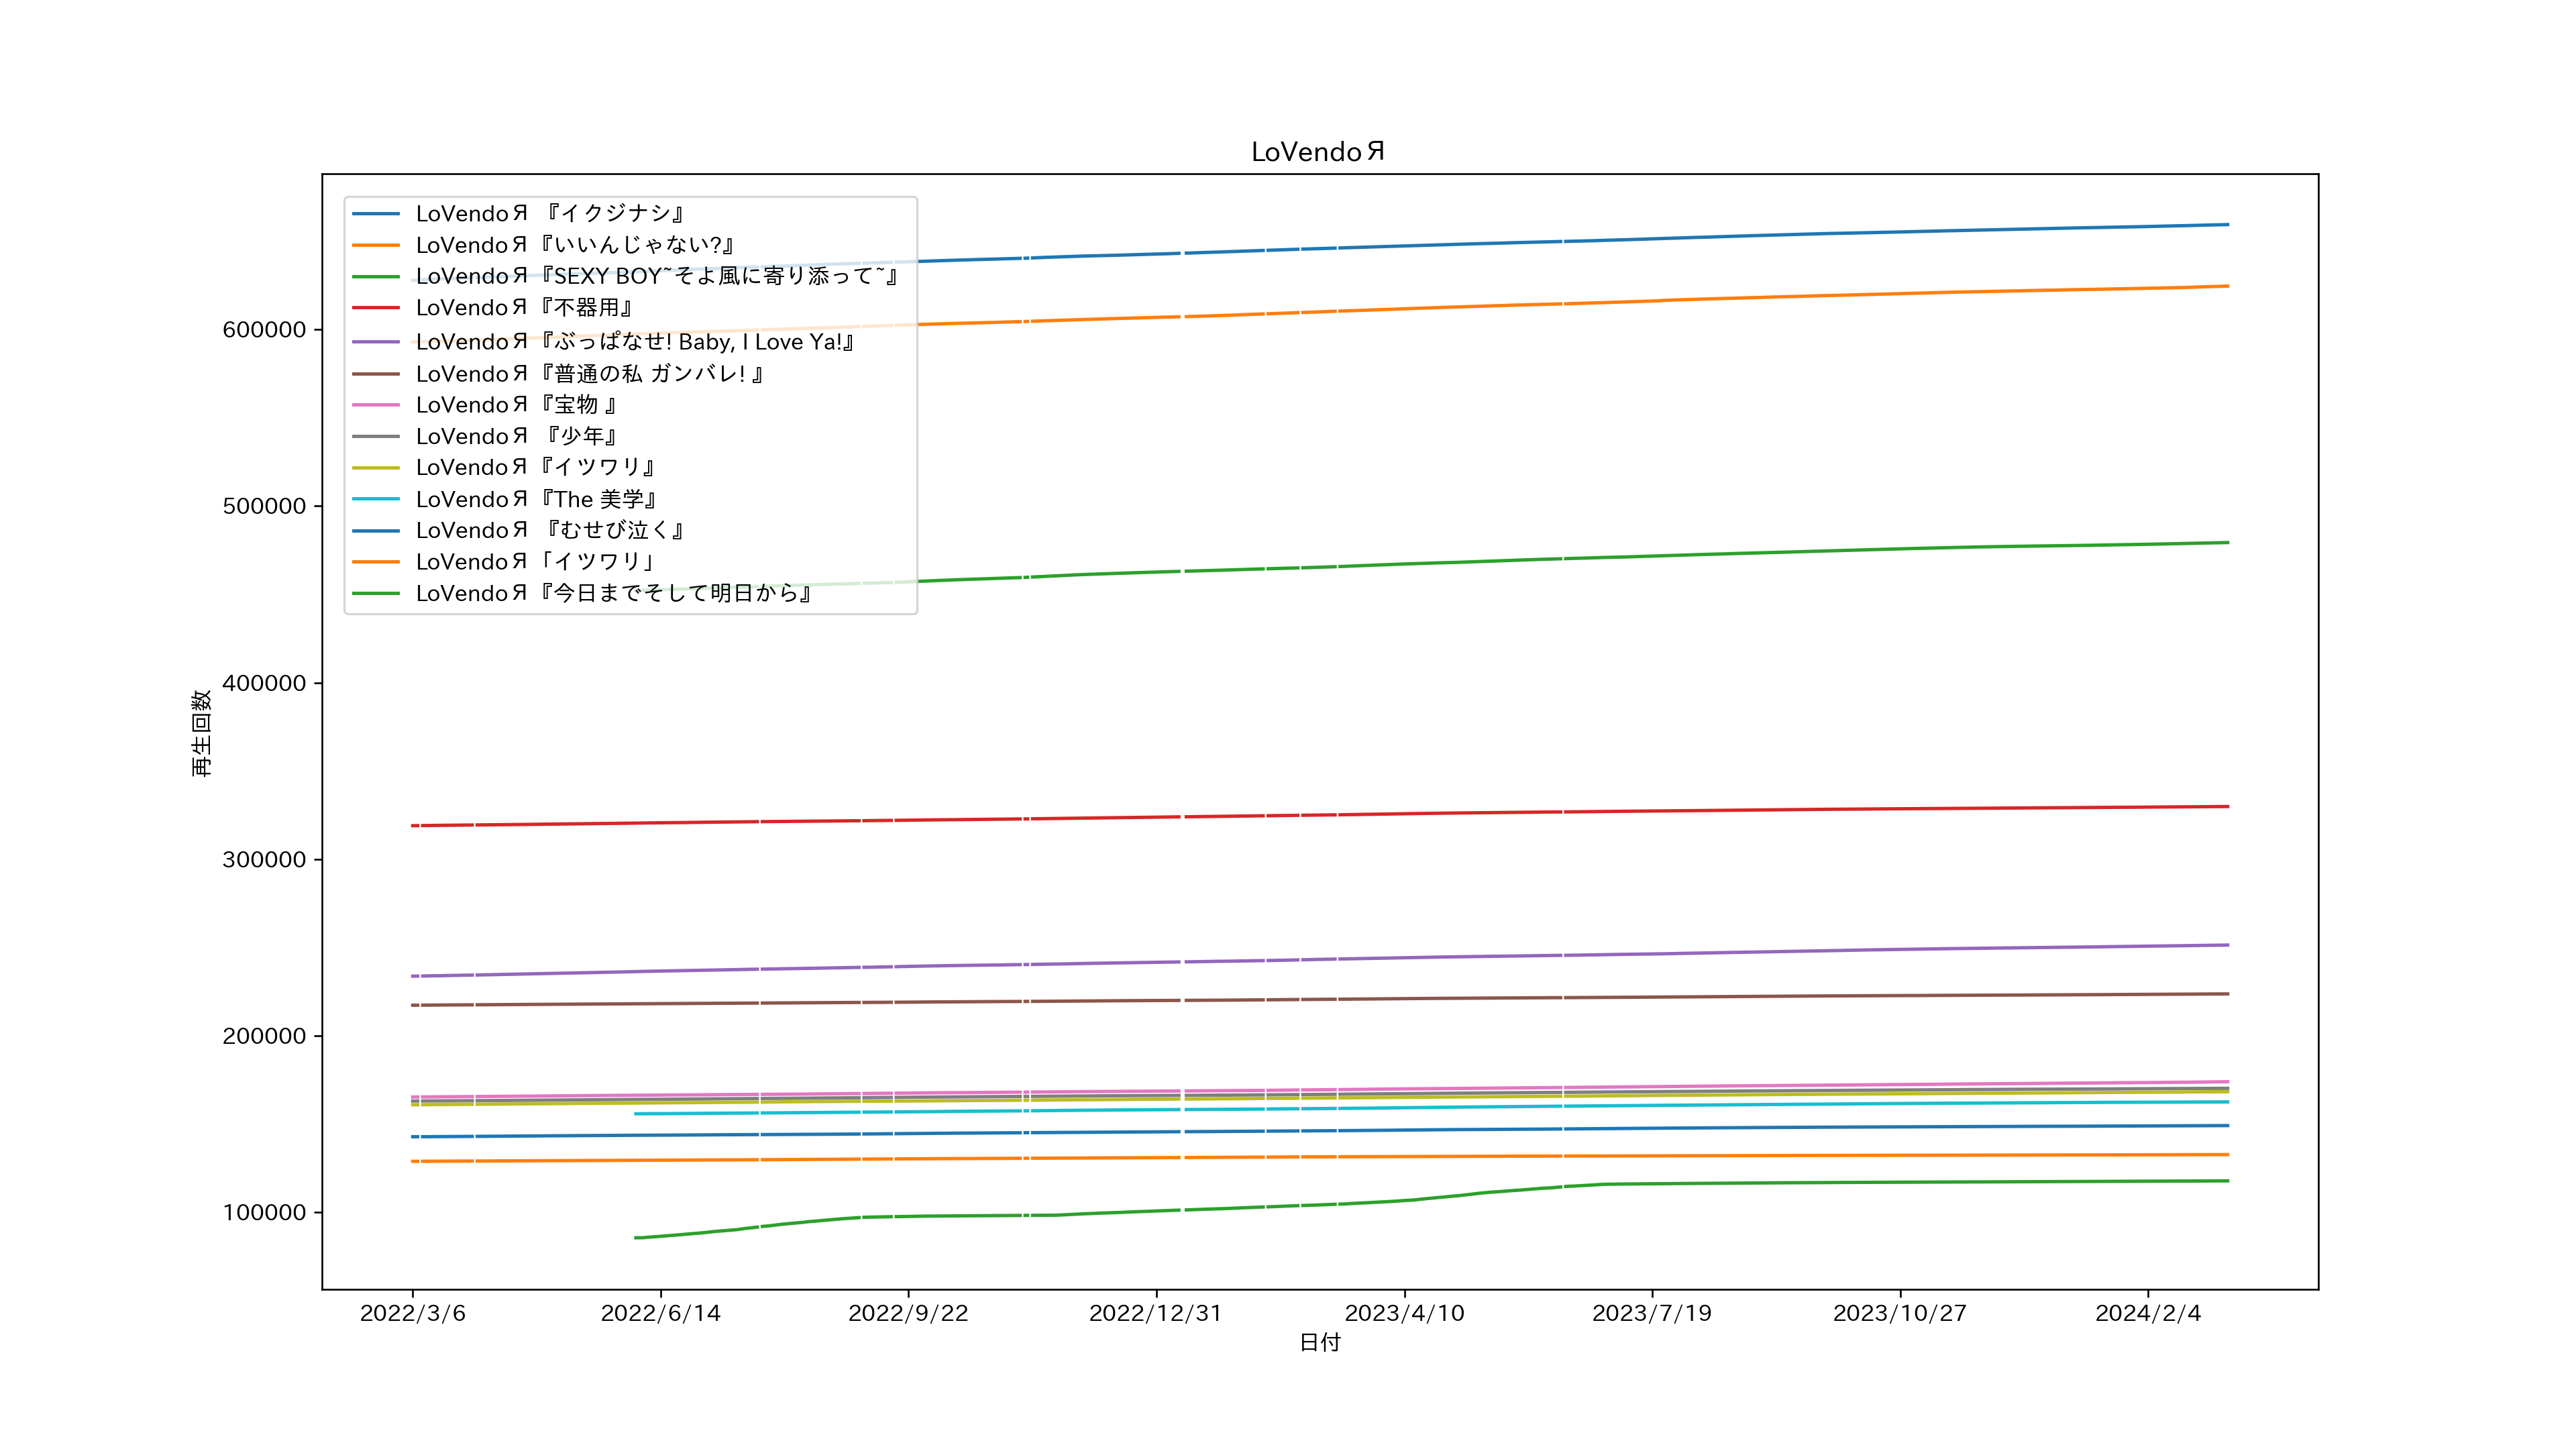 LoVendoЯ
LoVendoЯ 『イクジナシ』
LoVendoЯ『いいんじゃない?』
LoVendoЯ『SEXY BOY~そよ風に寄り添って~』
LoVendoЯ『不器用』
LoVendoЯ『ぶっぱなせ! Baby, I Love Ya!』
LoVendoЯ『普通の私 ガンバレ! 』
LoVendoЯ『宝物 』
LoVendoЯ 『少年』
LoVendoЯ『イツワリ』
LoVendoЯ『The 美学』
LoVendoЯ 『むせび泣く』
LoVendoЯ「イツワリ」
LoVendoЯ『今日までそして明日から』
600000
500000
400000
300000
200000
100000
再生回数
2022/3/6
2022/6/14
2022/9/22
2022/12/31
2023/4/10
2023/7/19
2023/10/27
2024/2/4
日付